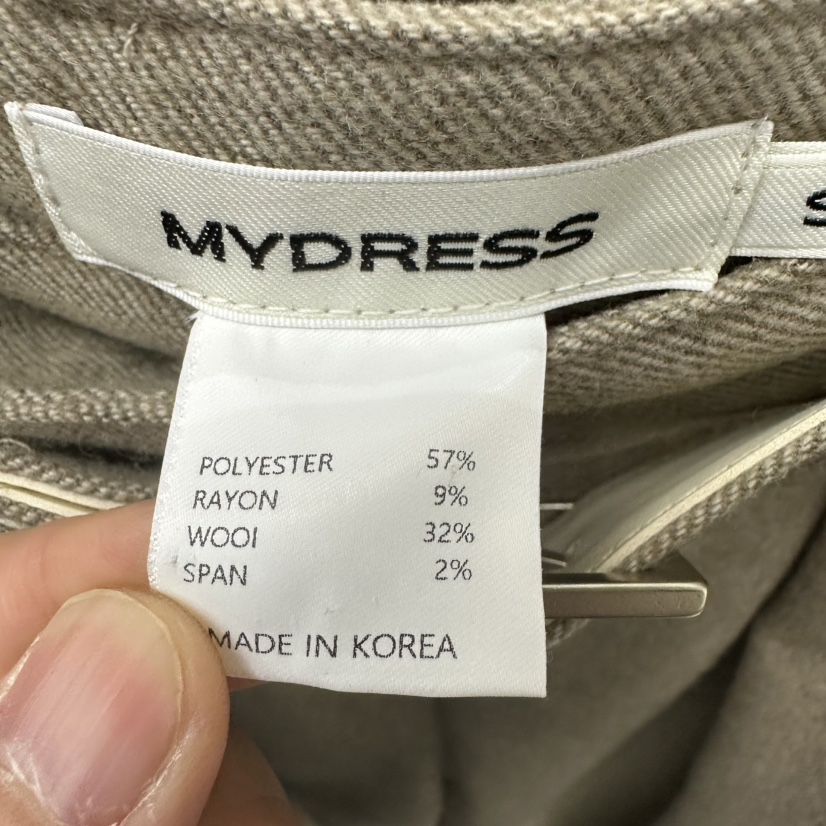 MYDRESS
S
POLYESTER 57%
RAYON 9%
WOOI 32%
SPAN 2%
MADE IN KOREA